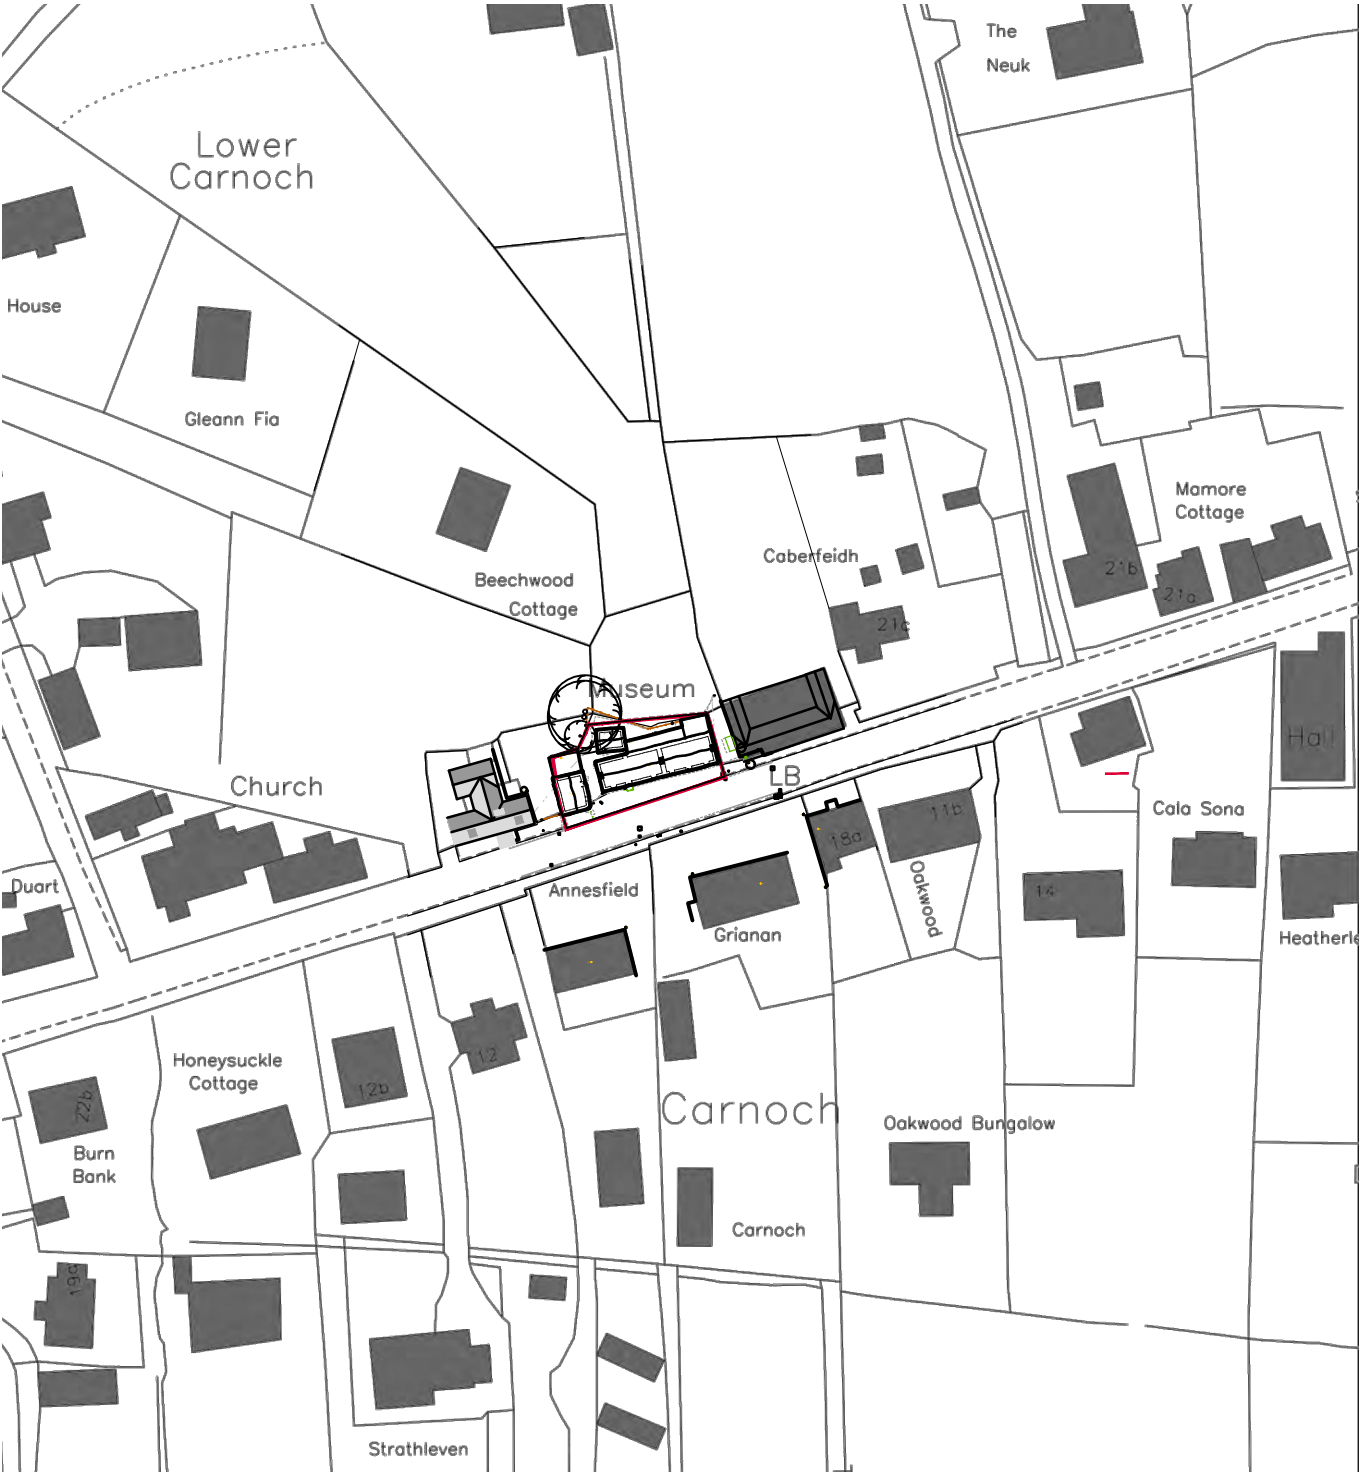 The
Neuk
Lower
Carnoch
House
Gleann Fia
Mamore
Cottage
Caberfeidh
21b
Beechwood
Cottage
21a
21c
Museum
Hall
Church
LB
Cala Sona
11b
18a
Duart
Annesfield
14
Oakwood
Grianan
Heatherle
12
Honeysuckle
Cottage
12b
22b
Carnoch
Oakwood Bungalow
Burn
Bank
Carnoch
19a
Strathleven